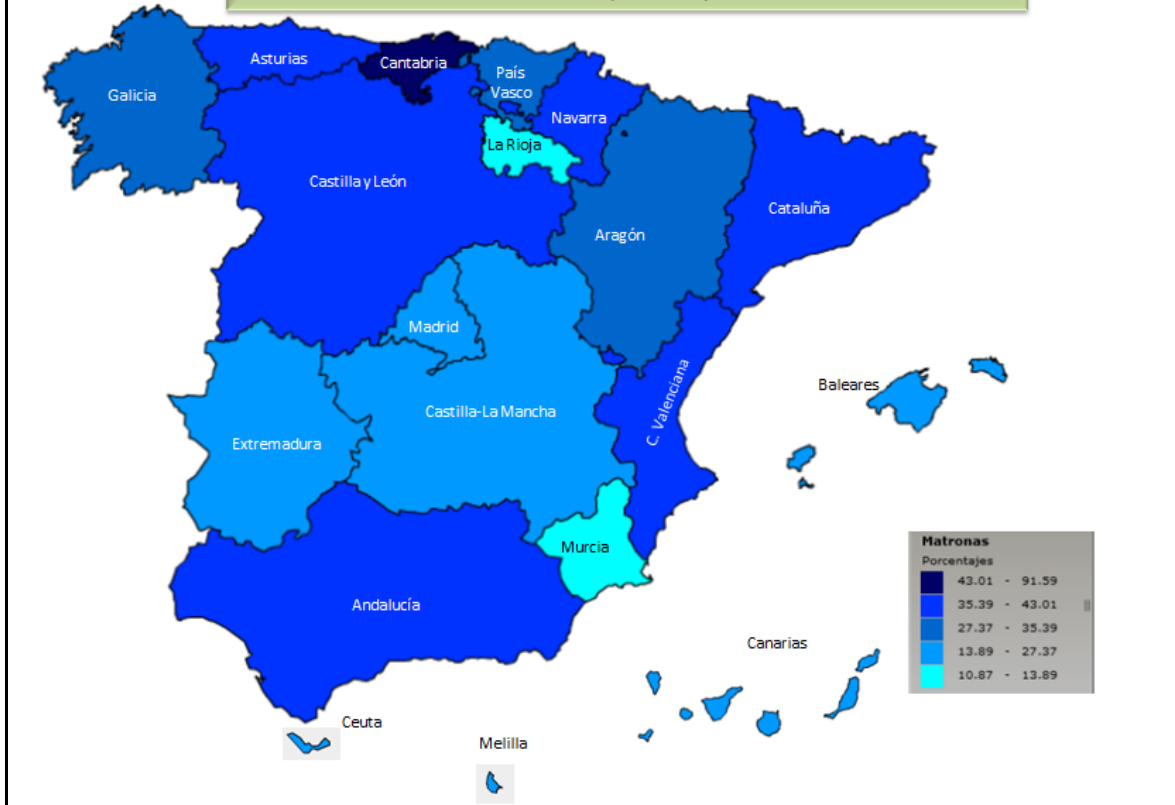 Asturias
Cantabria
País
Vasco
Galicia
Navarra
La Rioja
Castilla y León
Cataluña
Aragón
Madrid
Baleares
C. Valenciana
Castilla-La Mancha
Extremadura
Murcia
Matronas
Porcentajes
43.01 - 91.59
35.39 - 43.01
27.37 - 35.39
13.89 - 27.37
10.87 - 13.89
Andalucía
Canarias
Ceuta
Melilla